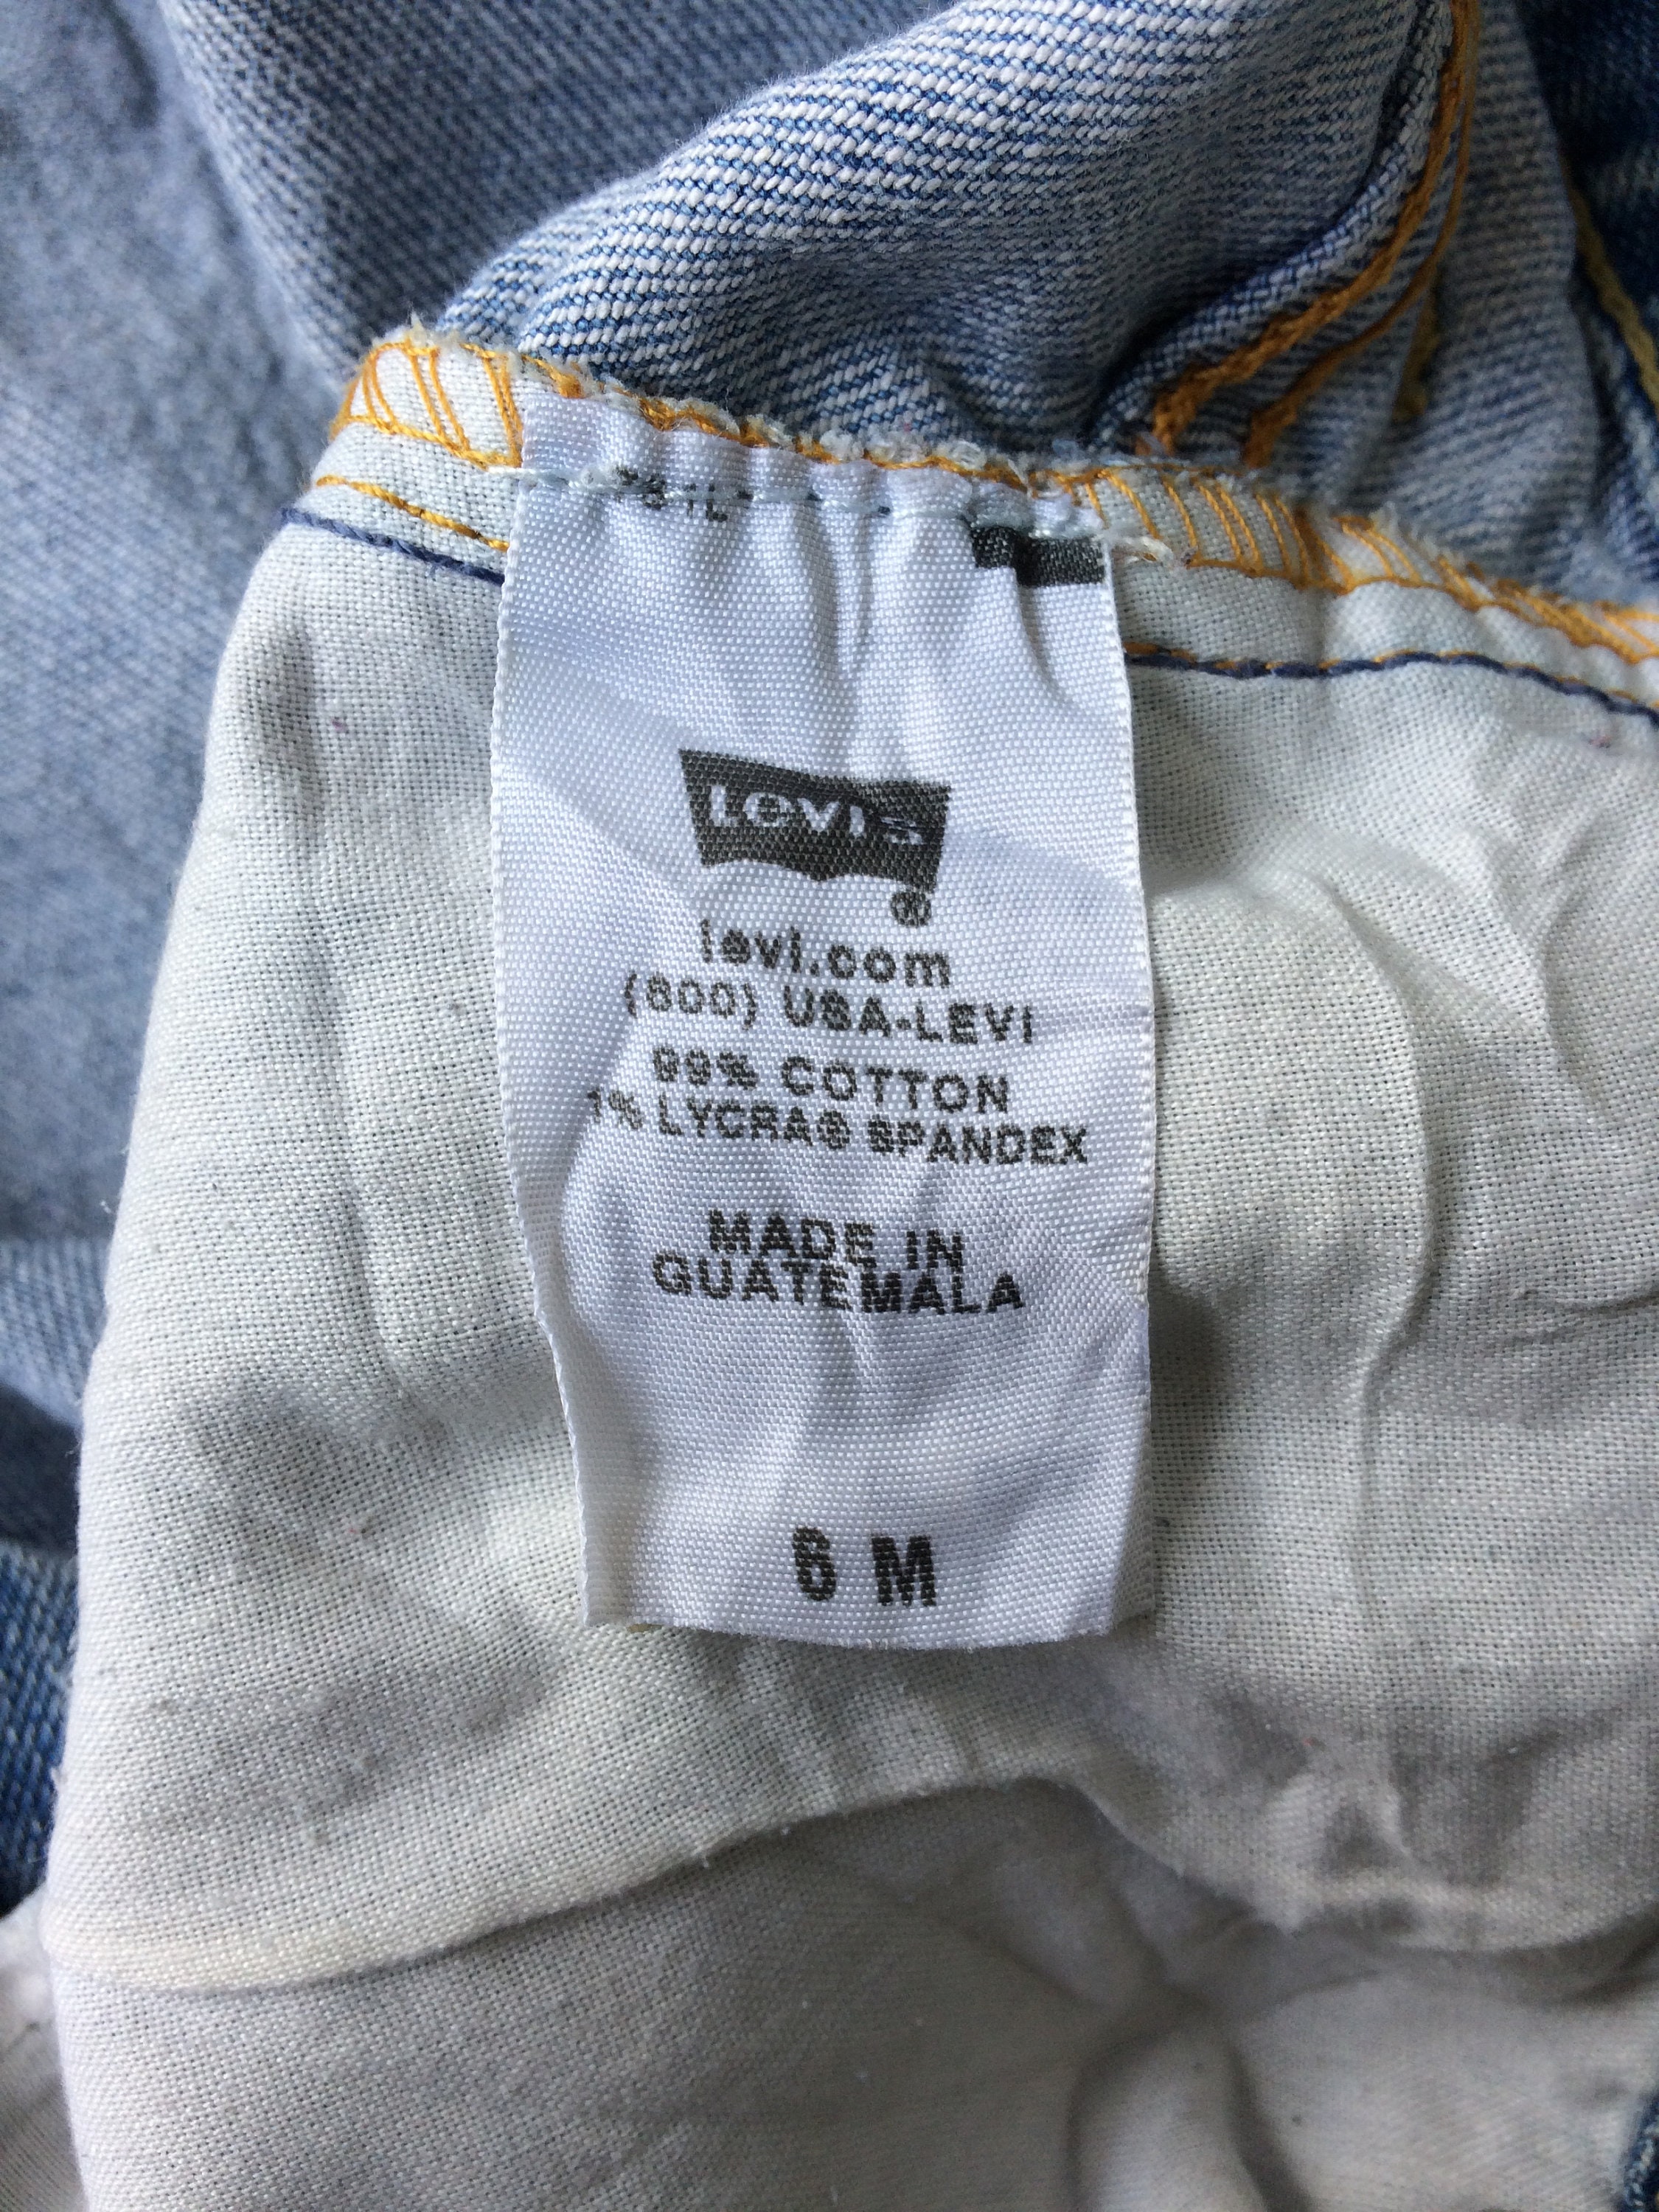 Levi's ®
levi.com
(800) USA-LEVI
99% COTTON
1% LYCRA® SPANDEX
MADE IN
GUATEMALA
6 M